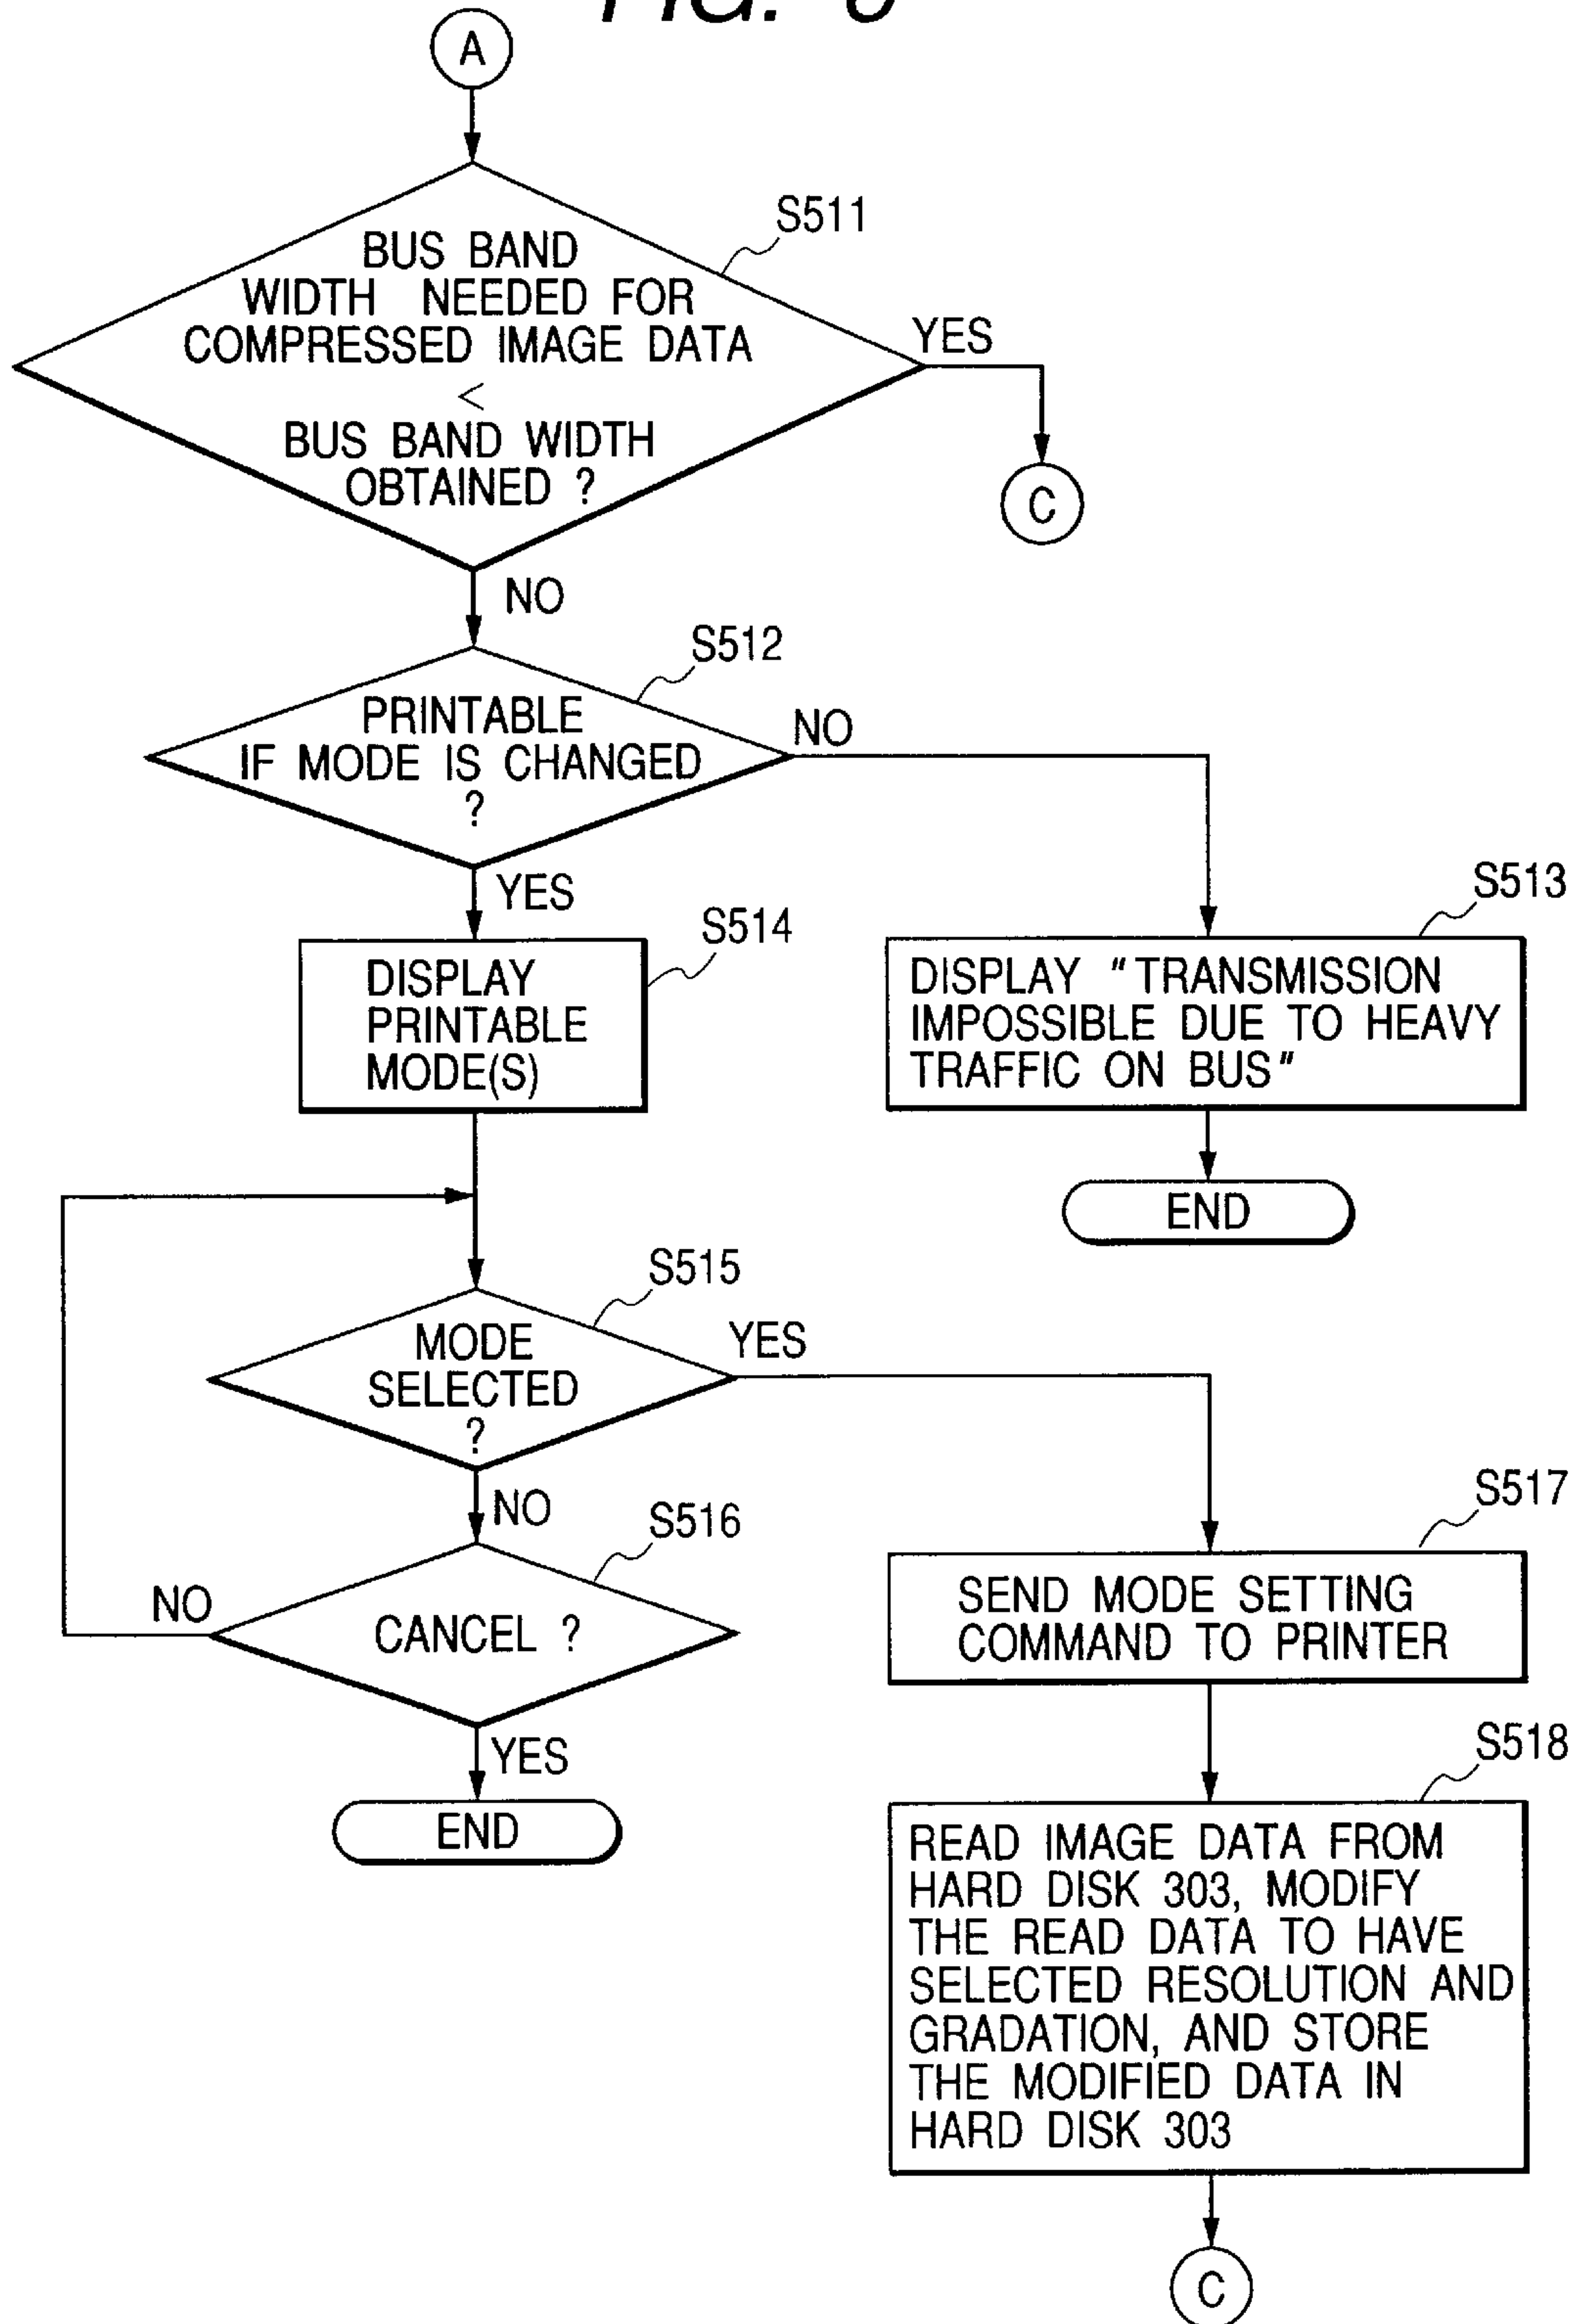 FIG.
A
S511
BUS BAND
WIDTH NEEDED FOR
COMPRESSED IMAGE DATA
<
BUS BAND WIDTH
OBTAINED ?
YES
C
NO
S512
PRINTABLE
IF MODE IS CHANGED
?
NO
YES
S513
DISPLAY "TRANSMISSION
IMPOSSIBLE DUE TO HEAVY
TRAFFIC ON BUS"
END
S514
DISPLAY
PRINTABLE
MODE(S)
S515
MODE
SELECTED
?
YES
NO
S516
CANCEL ?
NO
YES
END
S517
SEND MODE SETTING
COMMAND TO PRINTER
S518
READ IMAGE DATA FROM
HARD DISK 303, MODIFY
THE READ DATA TO HAVE
SELECTED RESOLUTION AND
GRADATION, AND STORE
THE MODIFIED DATA IN
HARD DISK 303
C